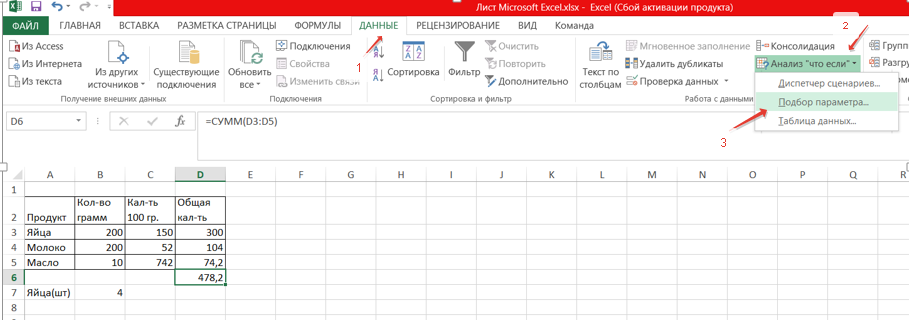 Лист Microsoft Excel.xlsx - Excel (Сбой активации продукта)
ФАЙЛ ГЛАВНАЯ ВСТАВКА РАЗМЕТКА СТРАНИЦЫ ФОРМУЛЫ ДАННЫЕ РЕЦЕНЗИРОВАНИЕ ВИД Команда
1
2
3
Из Access
Из Интернета
Из текста
Из других
источников
Существующие
подключения
Получение внешних данных
Обновить
все
Подключения
Свойства
Изменить связи
Подключения
Сортировка
Фильтр
Очистить
Повторить
Дополнительно
Сортировка и фильтр
Текст по
столбцам
Мгновенное заполнение
Удалить дубликаты
Проверка данных
Работа с данными
Консолидация
Анализ "что если"
Диспетчер сценариев...
Подбор параметра...
Таблица данных...
Групп
Разгру
D6 fx =СУММ(D3:D5)
A B C D E F G H I J K L M N O P Q R
1
2 Продукт Кол-во грамм Кал-ть 100 гр. Общая кал-ть
3 Яйца 200 150 300
4 Молоко 200 52 104
5 Масло 10 742 74,2
6 478,2
7 Яйца(шт) 4
8